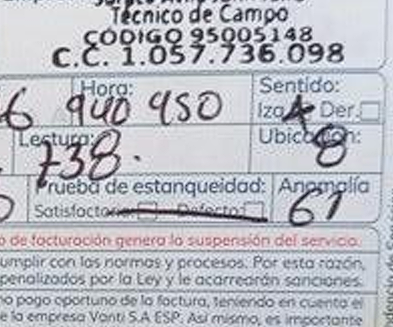 Técnico de Campo
CÓDIGO 95005148
C.C. 1.057.736.098
Hora: Sentido:
6 940 950 Izq Der.
Lectura: Ubicación:
738. 8
Prueba de estanqueidad: Anomalía
Satisfactoria Defecto 61
o de facturación genera la suspensión del servicio.
umplir con las normas y procesos. Por esta razón,
penalizados por la Ley y le acarrearán sanciones.
no pago oportuno de la factura, teniendo en cuenta el
e la empresa Vanti S.A ESP. Así mismo, es importante